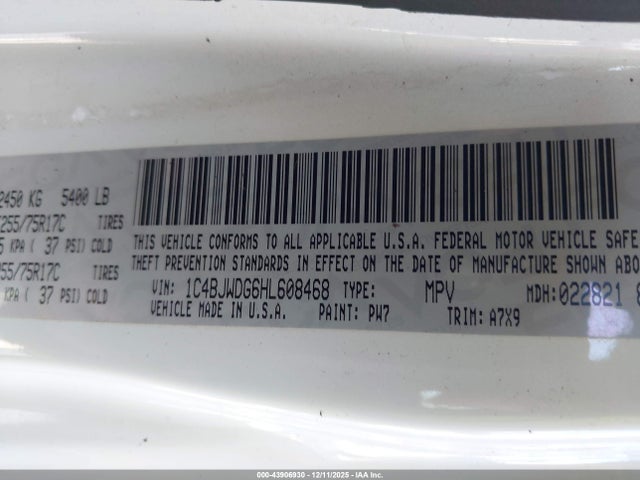 2450 KG 5400 LB
255/75R17C TIRES
5 KPA ( 37 PSI) COLD
255/75R17C TIRES
KPA ( 37 PSI) COLD
THIS VEHICLE CONFORMS TO ALL APPLICABLE U.S.A. FEDERAL MOTOR VEHICLE SAFE
THEFT PREVENTION STANDARDS IN EFFECT ON THE DATE OF MANUFACTURE SHOWN ABO
VIN: 1C4BJWDG6HL608468 TYPE: MPV MDH:022821 8
VEHICLE MADE IN U.S.A. PAINT: PW7 TRIM: A7X9
000-43906930 - 12/11/2025 - IAA Inc.